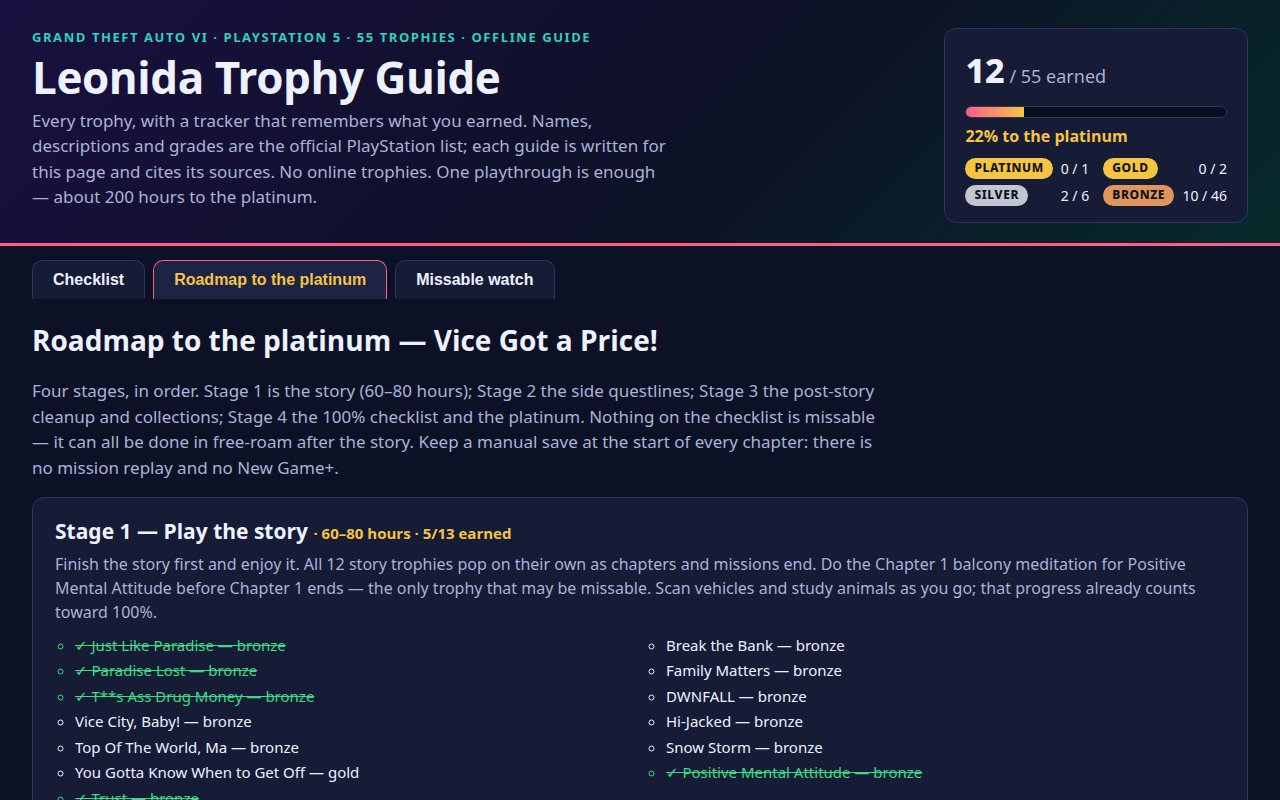 GRAND THEFT AUTO VI · PLAYSTATION 5 · 55 TROPHIES · OFFLINE GUIDE
Leonida Trophy Guide
Every trophy, with a tracker that remembers what you earned. Names,
descriptions and grades are the official PlayStation list; each guide is written for
this page and cites its sources. No online trophies. One playthrough is enough
— about 200 hours to the platinum.
12 / 55 earned
22% to the platinum
PLATINUM 0 / 1 GOLD 0 / 2
SILVER 2 / 6 BRONZE 10 / 46
Checklist Roadmap to the platinum Missable watch
Roadmap to the platinum — Vice Got a Price!
Four stages, in order. Stage 1 is the story (60–80 hours); Stage 2 the side questlines; Stage 3 the post-story
cleanup and collections; Stage 4 the 100% checklist and the platinum. Nothing on the checklist is missable
— it can all be done in free-roam after the story. Keep a manual save at the start of every chapter: there is
no mission replay and no New Game+.
Stage 1 — Play the story · 60–80 hours · 5/13 earned
Finish the story first and enjoy it. All 12 story trophies pop on their own as chapters and missions end. Do the Chapter 1 balcony meditation for Positive
Mental Attitude before Chapter 1 ends — the only trophy that may be missable. Scan vehicles and study animals as you go; that progress already counts
toward 100%.
✓ Just Like Paradise — bronze
✓ Paradise Lost — bronze
✓ T**s Ass Drug Money — bronze
Vice City, Baby! — bronze
Top Of The World, Ma — bronze
You Gotta Know When to Get Off — gold
✓ Trust — bronze
Break the Bank — bronze
Family Matters — bronze
DWNFALL — bronze
Hi-Jacked — bronze
Snow Storm — bronze
✓ Positive Mental Attitude — bronze